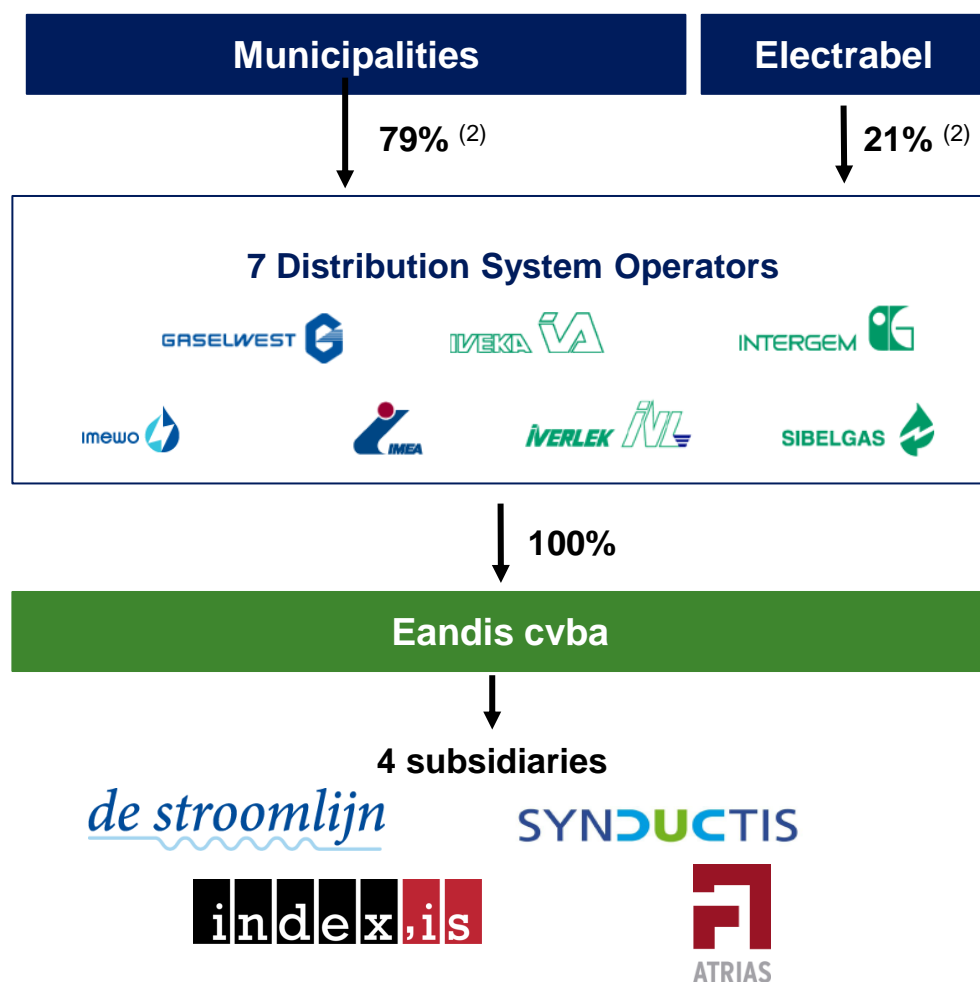 Municipalities
Electrabel
79% (2)
21% (2)
7 Distribution System Operators
GASELWEST
IVEKA
INTERGEM
imewo
IMEA
iVERLEK
SIBELGAS
100%
Eandis cvba
4 subsidiaries
de stroomlijn
SYNDUCTIS
index,is
ATRIAS